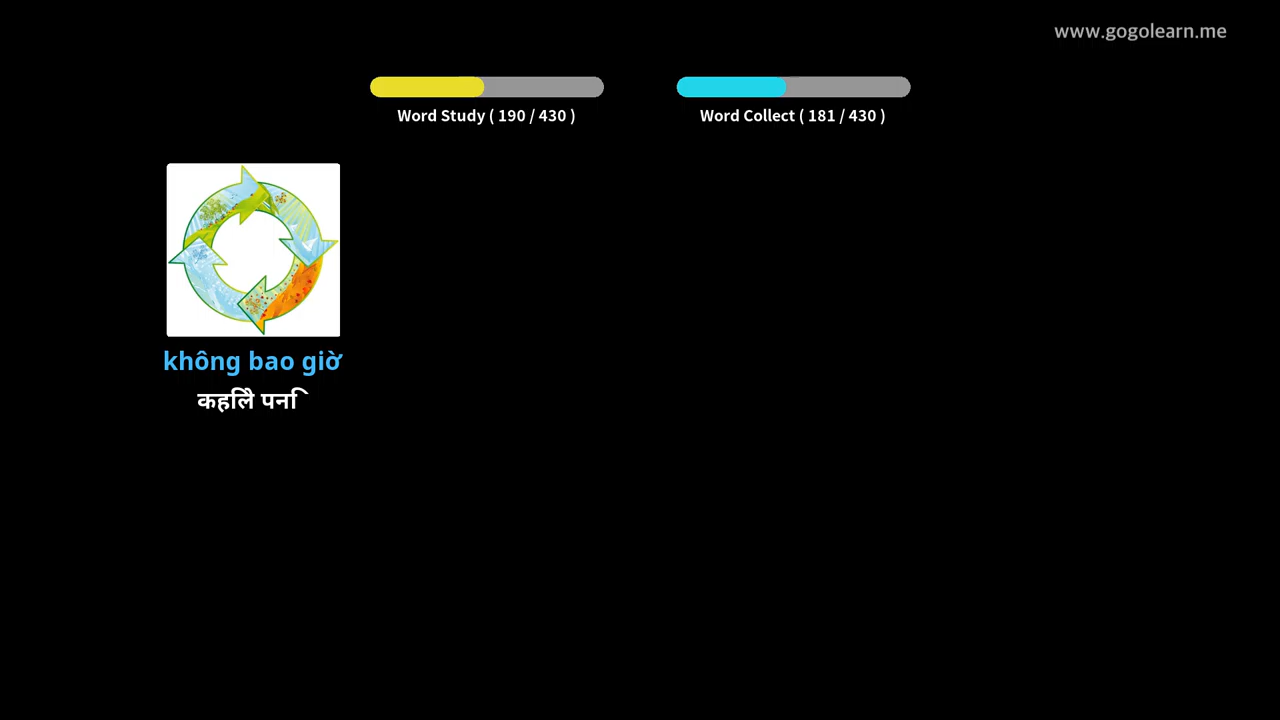 www.gogolearn.me
Word Study ( 190 / 430 )
Word Collect ( 181 / 430 )
không bao giờ
कहिलै पनि